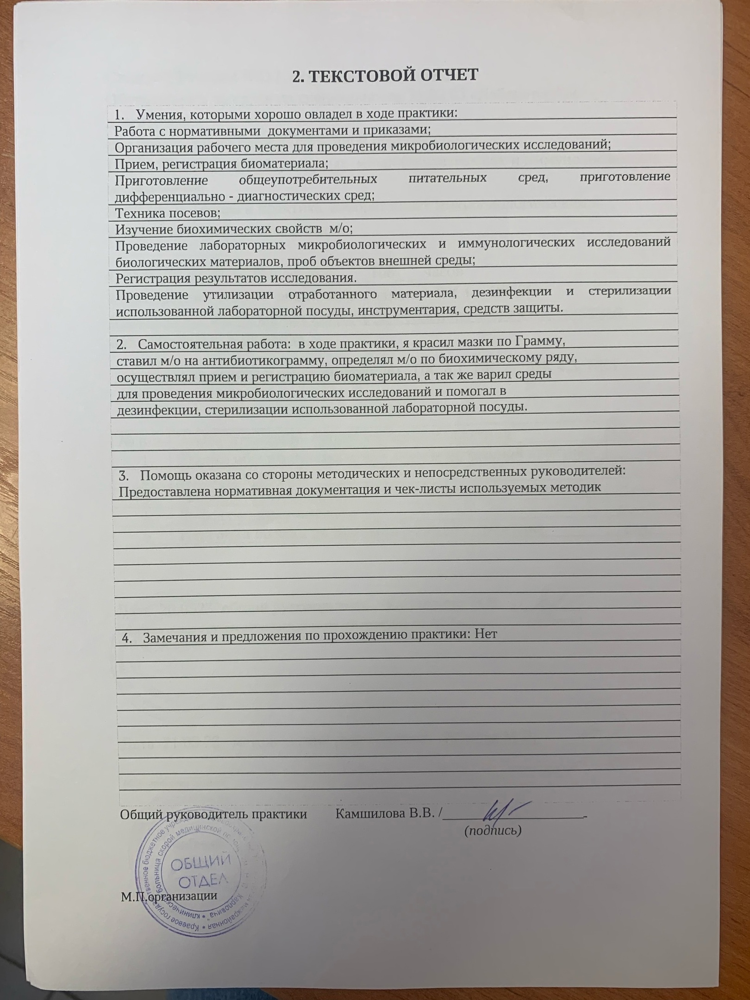 2. ТЕКСТОВОЙ ОТЧЕТ
1. Умения, которыми хорошо овладел в ходе практики:
Работа с нормативными документами и приказами;
Организация рабочего места для проведения микробиологических исследований;
Прием, регистрация биоматериала;
Приготовление общеупотребительных питательных сред, приготовление
дифференциально - диагностических сред;
Техника посевов;
Изучение биохимических свойств м/о;
Проведение лабораторных микробиологических и иммунологических исследований
биологических материалов, проб объектов внешней среды;
Регистрация результатов исследования.
Проведение утилизации отработанного материала, дезинфекции и стерилизации
использованной лабораторной посуды, инструментария, средств защиты.
2. Самостоятельная работа: в ходе практики, я красил мазки по Грамму,
ставил м/о на антибиотикограмму, определял м/о по биохимическому ряду,
осуществлял прием и регистрацию биоматериала, а так же варил среды
для проведения микробиологических исследований и помогал в
дезинфекции, стерилизации использованной лабораторной посуды.
3. Помощь оказана со стороны методических и непосредственных руководителей:
Предоставлена нормативная документация и чек-листы используемых методик
4. Замечания и предложения по прохождению практики: Нет
Общий руководитель практики Камшилова В.В. /
(подпись)
М.П.организации
ОБЩИЙ
ОТДЕЛ
Краевое государственное бюджетное межрайонная
клиническая больница скорой медицинской Карповича"